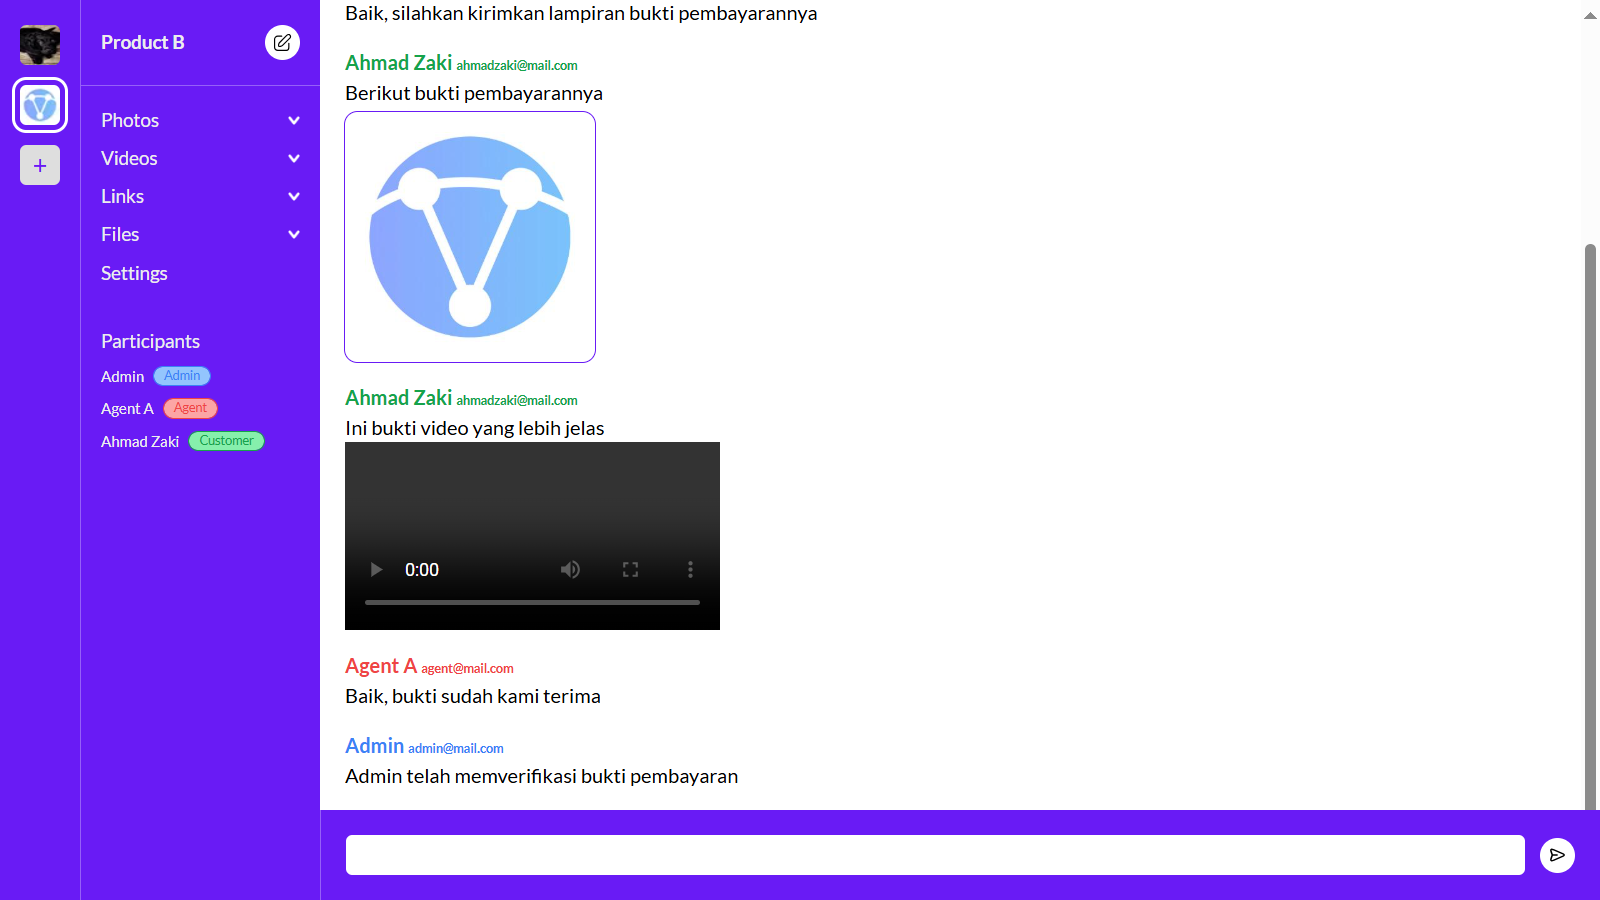 Product B
Photos
Videos
Links
Files
Settings
Participants
Admin Admin
Agent A Agent
Ahmad Zaki Customer
Baik, silahkan kirimkan lampiran bukti pembayarannya
Ahmad Zaki ahmadzaki@mail.com
Berikut bukti pembayarannya
Ahmad Zaki ahmadzaki@mail.com
Ini bukti video yang lebih jelas
0:00
Agent A agent@mail.com
Baik, bukti sudah kami terima
Admin admin@mail.com
Admin telah memverifikasi bukti pembayaran